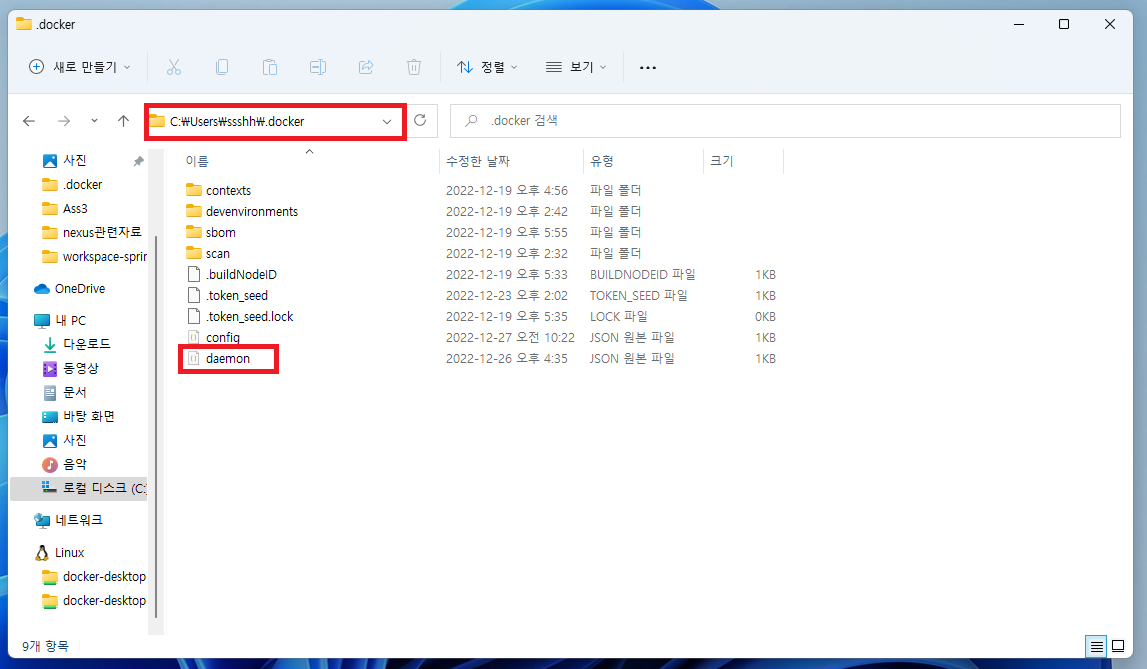 .docker
새로 만들기
정렬
보기
C:₩Users₩ssshh₩.docker
.docker 검색
사진
.docker
Ass3
nexus관련자료
workspace-sprir
OneDrive
내 PC
다운로드
동영상
문서
바탕 화면
사진
음악
로컬 디스크 (C:
네트워크
Linux
docker-desktop
docker-desktop
이름 수정한 날짜 유형 크기
contexts 2022-12-19 오후 4:56 파일 폴더
devenvironments 2022-12-19 오후 2:42 파일 폴더
sbom 2022-12-19 오후 5:55 파일 폴더
scan 2022-12-19 오후 2:32 파일 폴더
.buildNodeID 2022-12-19 오후 5:33 BUILDNODEID 파일 1KB
.token_seed 2022-12-23 오후 2:02 TOKEN_SEED 파일 1KB
.token_seed.lock 2022-12-19 오후 5:35 LOCK 파일 0KB
config 2022-12-27 오전 10:22 JSON 원본 파일 1KB
daemon 2022-12-26 오후 4:35 JSON 원본 파일 1KB
9개 항목